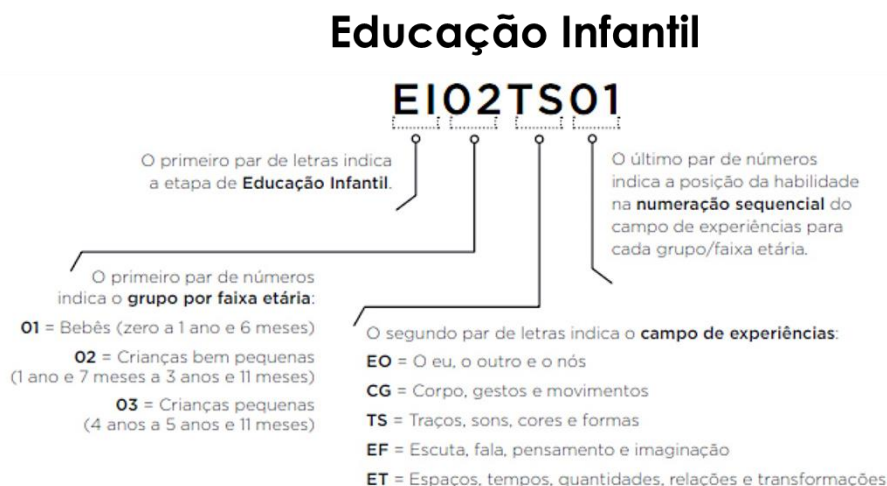 Educação Infantil
EI02TS01
O primeiro par de letras indica
a etapa de Educação Infantil.
O último par de números
indica a posição da habilidade
na numeração sequencial do
campo de experiências para
cada grupo/faixa etária.
O primeiro par de números
indica o grupo por faixa etária:
01 = Bebês (zero a 1 ano e 6 meses)
02 = Crianças bem pequenas
(1 ano e 7 meses a 3 anos e 11 meses)
03 = Crianças pequenas
(4 anos a 5 anos e 11 meses)
O segundo par de letras indica o campo de experiências:
EO = O eu, o outro e o nós
CG = Corpo, gestos e movimentos
TS = Traços, sons, cores e formas
EF = Escuta, fala, pensamento e imaginação
ET = Espaços, tempos, quantidades, relações e transformações